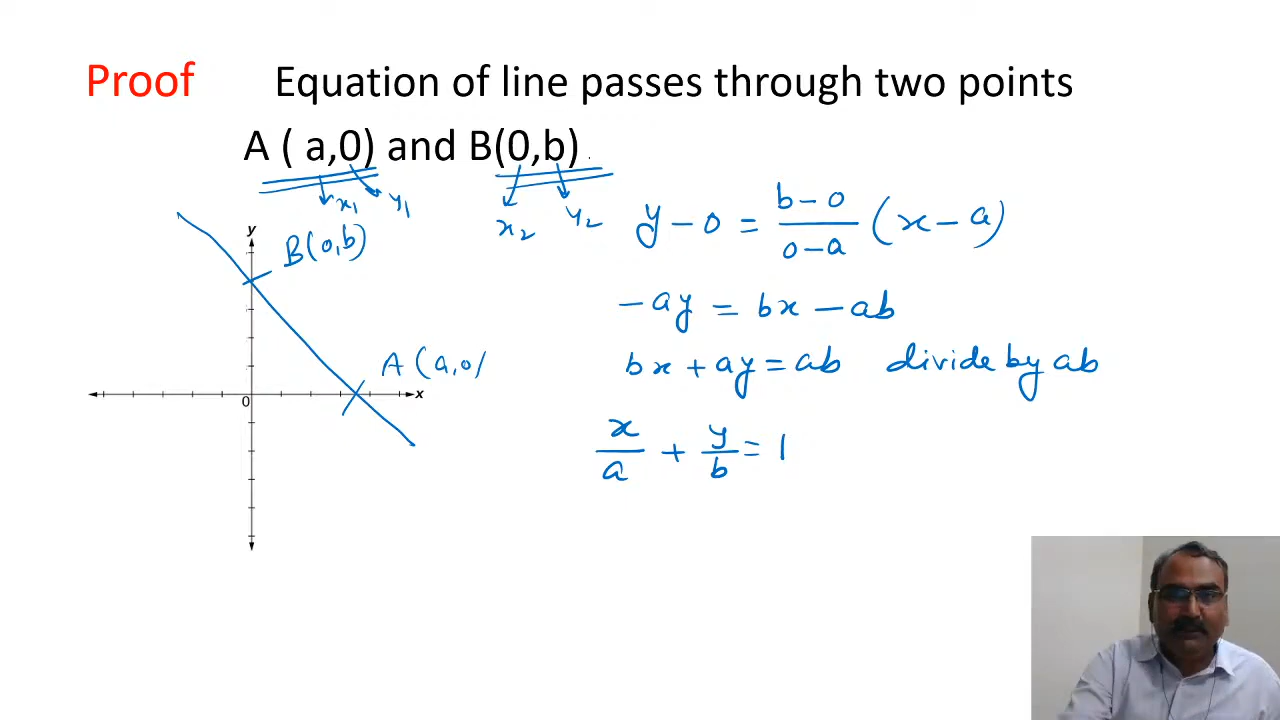 Proof Equation of line passes through two points
A ( a,0) and B(0,b)
x₁ y₁ x₂ y₂
y - 0 = (b - 0)/(0 - a) (x - a)
y
B(0,b)
-ay = bx - ab
A (a,0)
bx + ay = ab divide by ab
0 x
x/a + y/b = 1